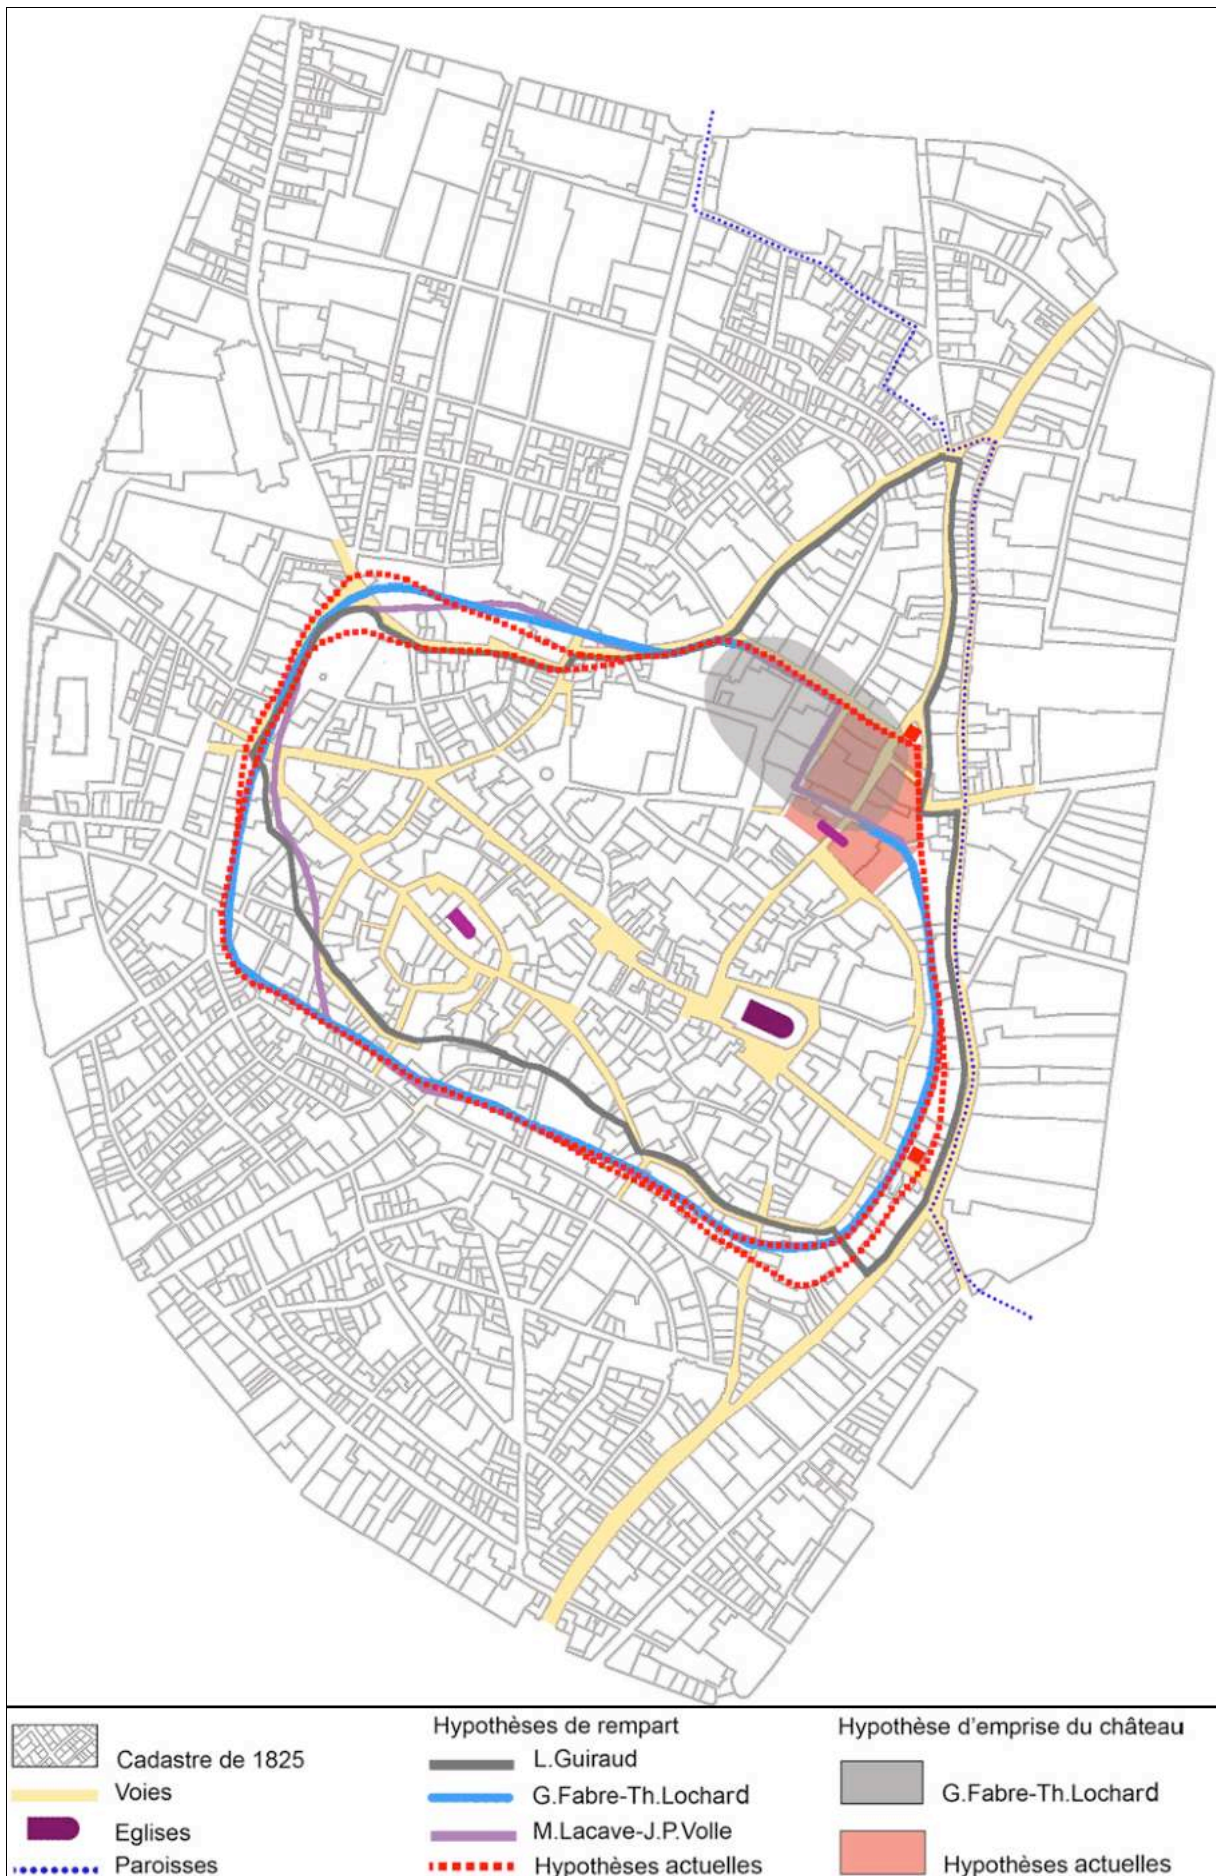 Cadastre de 1825
Voies
Eglises
Paroisses
Hypothèses de rempart
L.Guiraud
G.Fabre-Th.Lochard
M.Lacave-J.P.Volle
Hypothèses actuelles
Hypothèse d'emprise du château
G.Fabre-Th.Lochard
Hypothèses actuelles